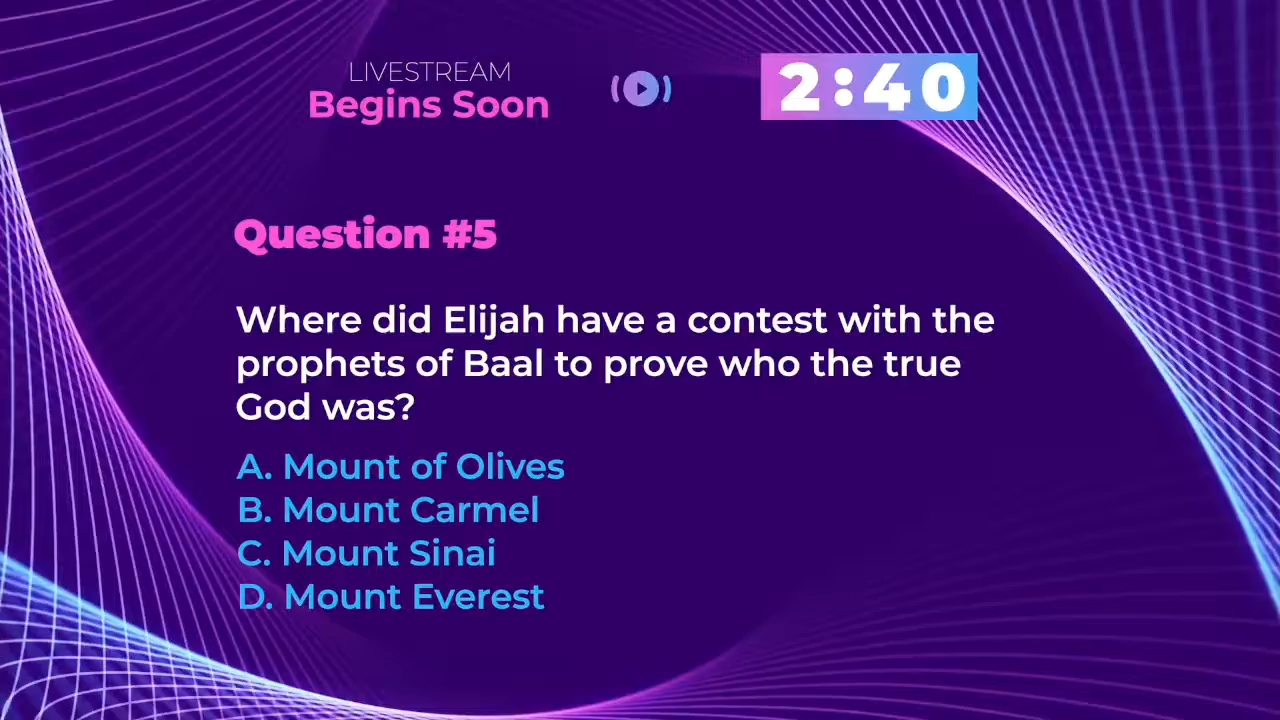 LIVESTREAM
Begins Soon
2:40
Question #5
Where did Elijah have a contest with the
prophets of Baal to prove who the true
God was?
A. Mount of Olives
B. Mount Carmel
C. Mount Sinai
D. Mount Everest